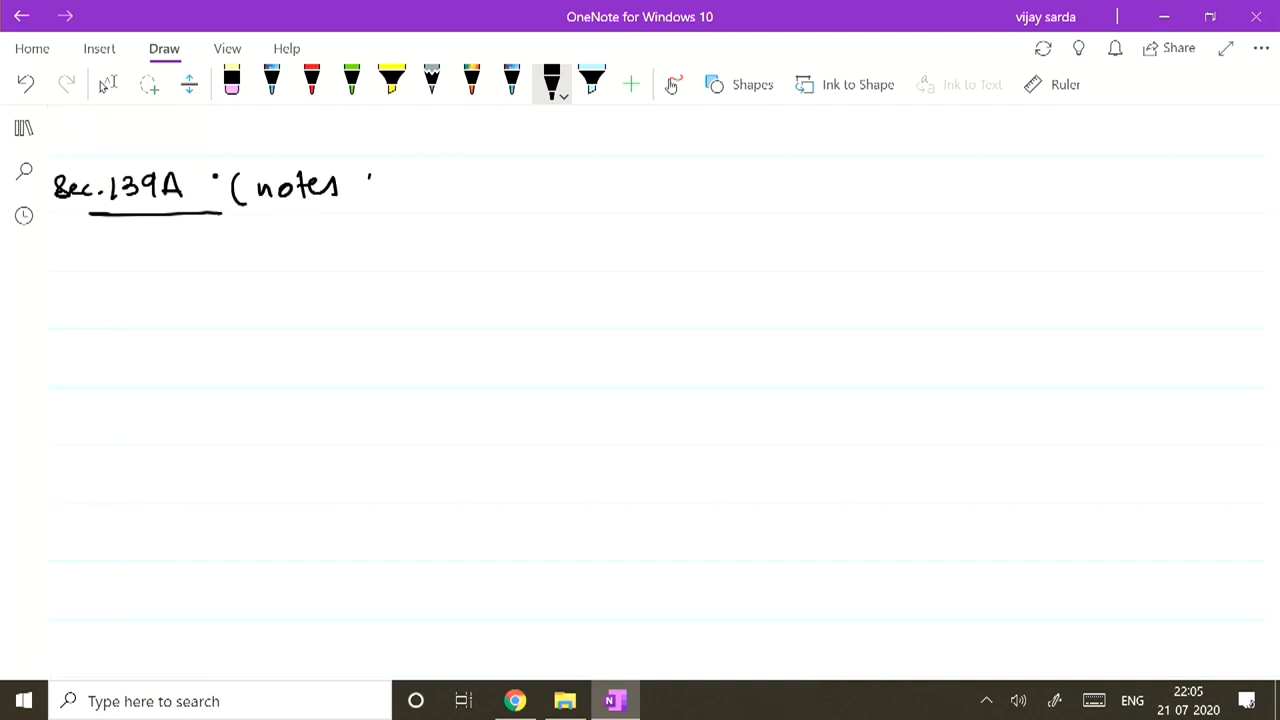 OneNote for Windows 10
vijay sarda
Home Insert Draw View Help
Share
Shapes Ink to Shape Ink to Text Ruler
Sec. 139A (notes '
Type here to search
N
ENG
22:05
21 07 2020
3